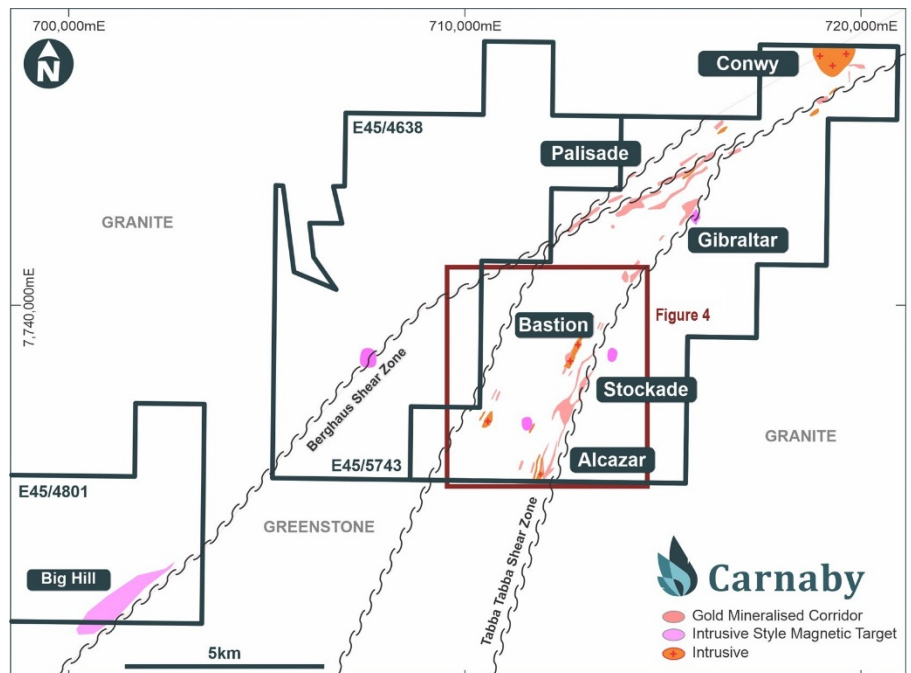 700,000mE
710,000mE
720,000mE
N
Conwy
E45/4638
Palisade
GRANITE
Gibraltar
7,740,000mE
Figure 4
Bastion
Berghaus Shear Zone
Stockade
GRANITE
Alcazar
E45/5743
E45/4801
GREENSTONE
Tabba Tabba Shear Zone
Big Hill
Carnaby
Gold Mineralised Corridor
Intrusive Style Magnetic Target
Intrusive
5km